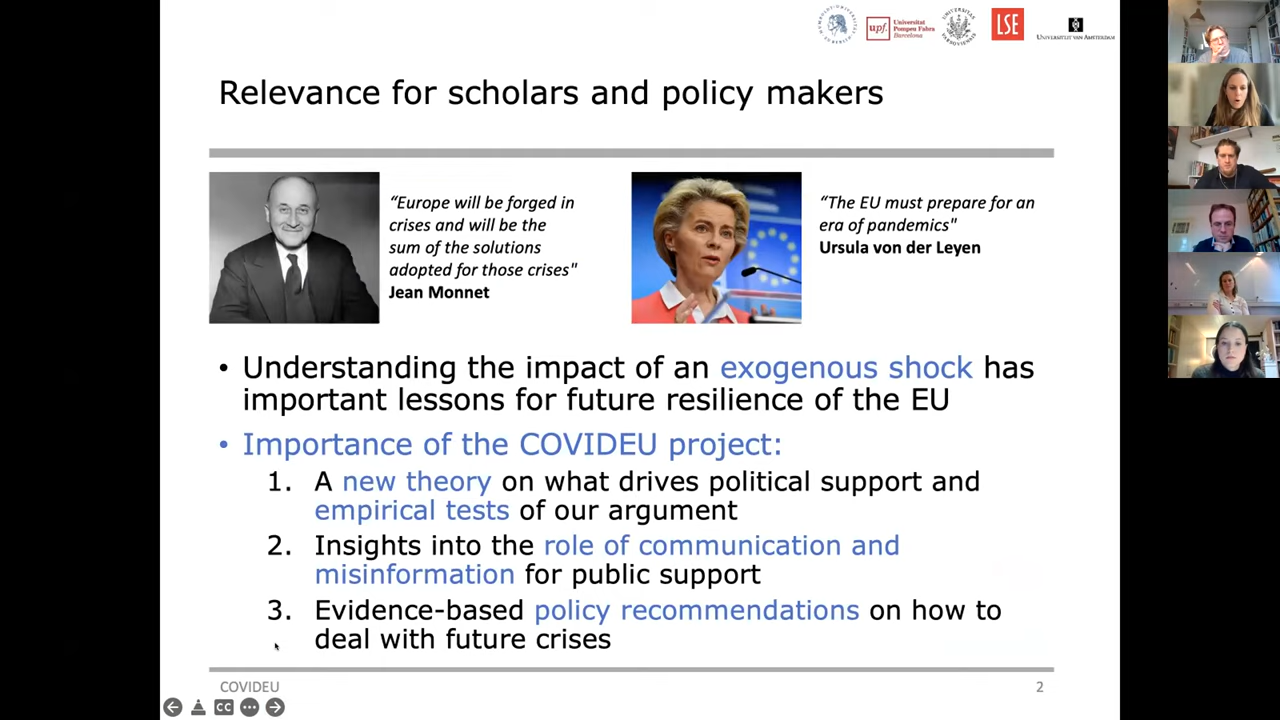 upf.
Universitat
Pompeu Fabra
Barcelona
LSE
UNIVERSITEIT VAN AMSTERDAM
Relevance for scholars and policy makers
“Europe will be forged in
crises and will be the
sum of the solutions
adopted for those crises"
Jean Monnet
“The EU must prepare for an
era of pandemics"
Ursula von der Leyen
• Understanding the impact of an exogenous shock has
important lessons for future resilience of the EU
• Importance of the COVIDEU project:
1. A new theory on what drives political support and
empirical tests of our argument
2. Insights into the role of communication and
misinformation for public support
3. Evidence-based policy recommendations on how to
deal with future crises
COVIDEU
2
CC